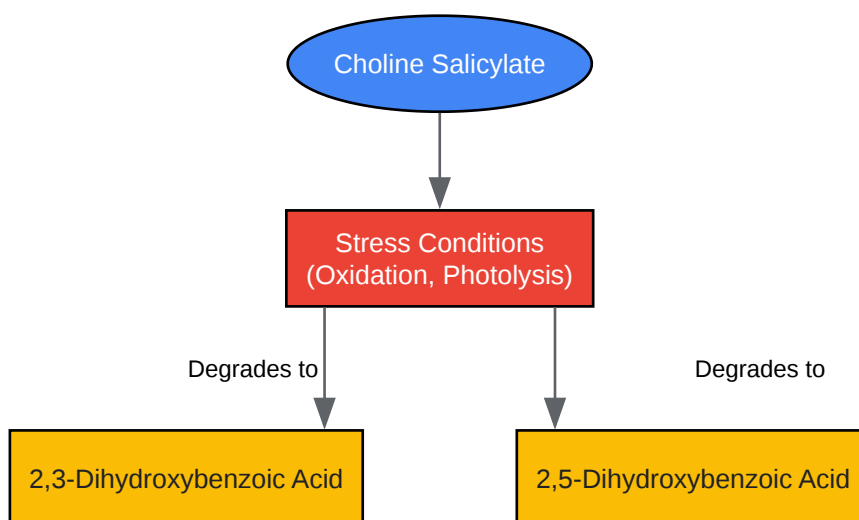 Choline Salicylate
Stress Conditions
(Oxidation, Photolysis)
Degrades to
Degrades to
2,3-Dihydroxybenzoic Acid
2,5-Dihydroxybenzoic Acid